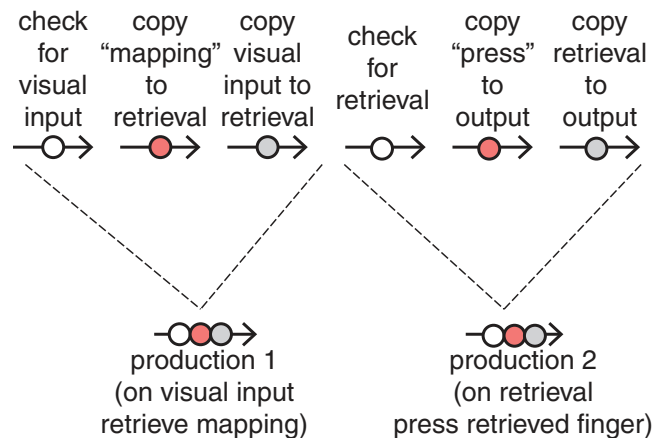 check
for
visual
input
copy
“mapping”
to
retrieval
copy
visual
input to
retrieval
check
for
retrieval
copy
“press”
to
output
copy
retrieval
to
output
production 1
(on visual input
retrieve mapping)
production 2
(on retrieval
press retrieved finger)